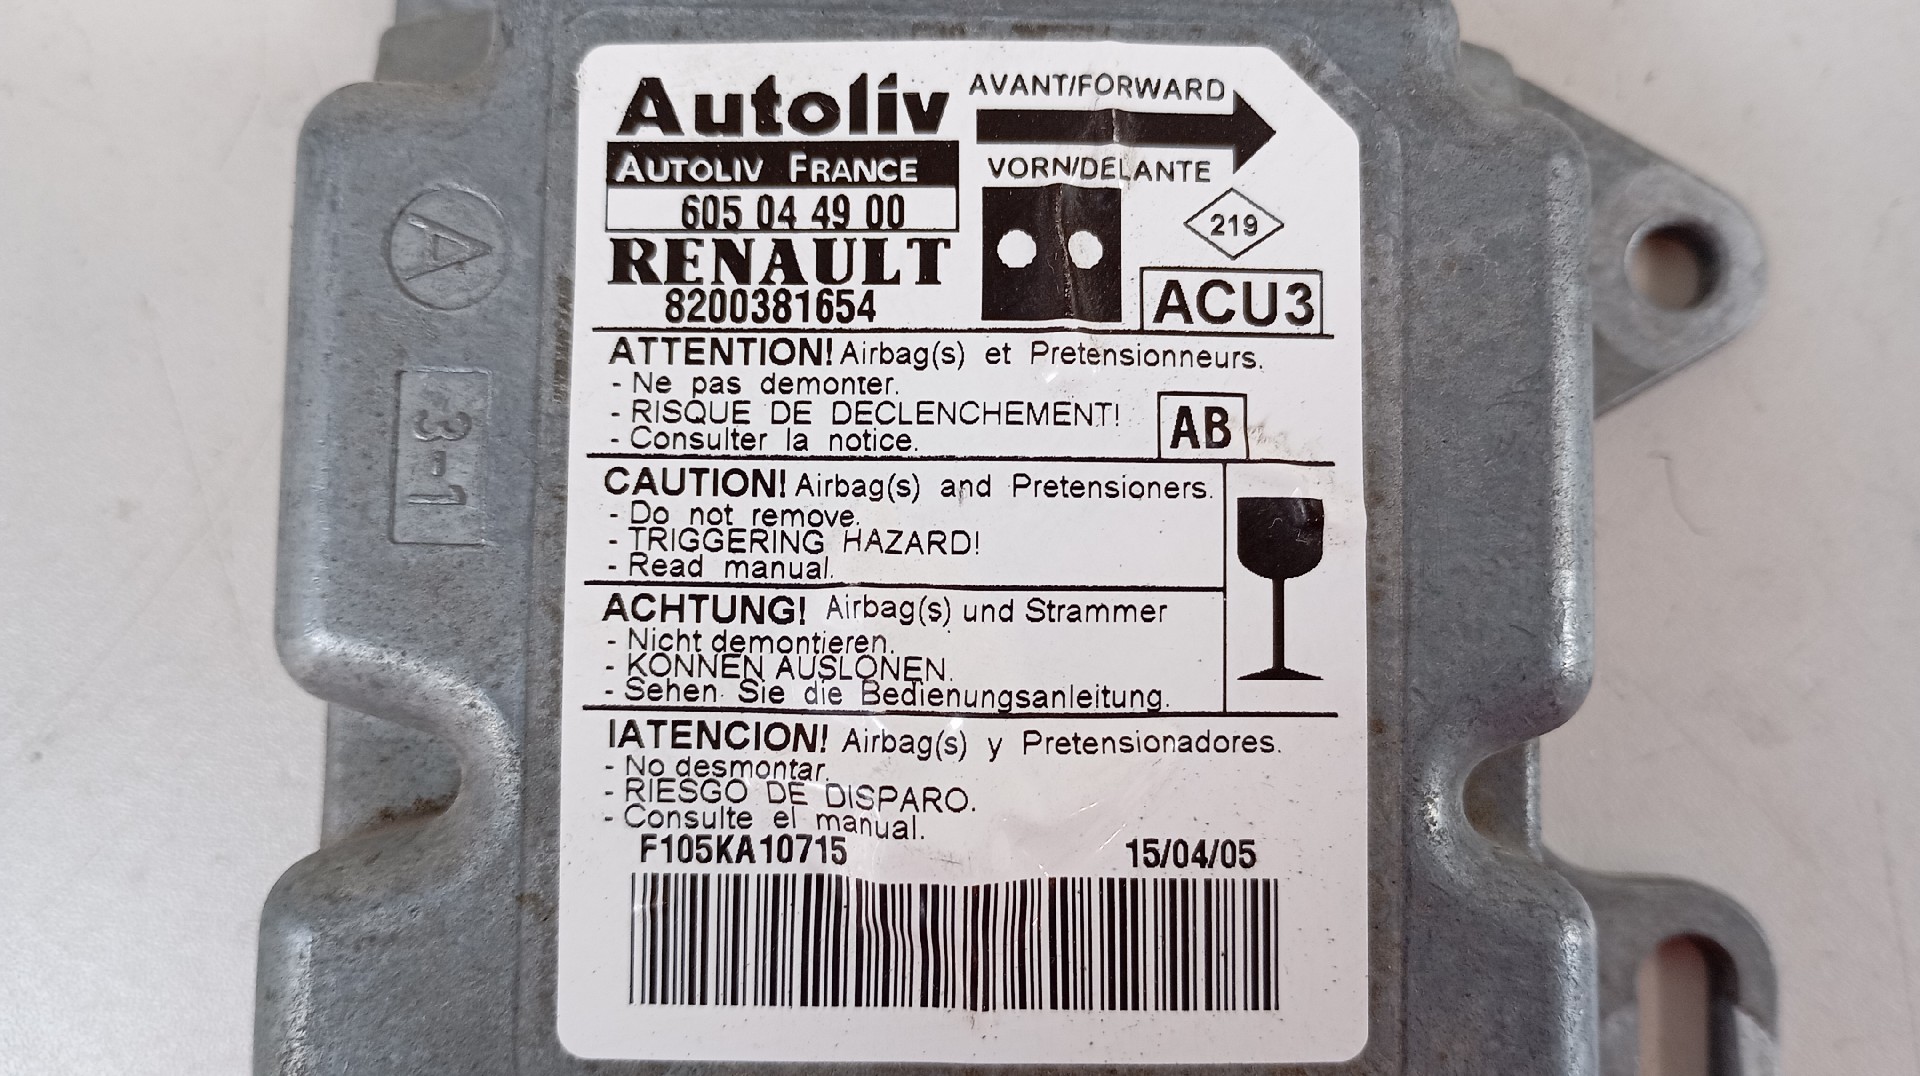 Autoliv
AUTOLIV FRANCE
605 04 49 00
RENAULT
8200381654
AVANT/FORWARD
VORN/DELANTE
219
ACU3
ATTENTION! Airbag(s) et Pretensionneurs.
- Ne pas demonter.
- RISQUE DE DECLENCHEMENT!
- Consulter la notice.
AB
CAUTION! Airbag(s) and Pretensioners.
- Do not remove.
- TRIGGERING HAZARD!
- Read manual.
ACHTUNG! Airbag(s) und Strammer
- Nicht demontieren.
- KONNEN AUSLONEN.
- Sehen Sie die Bedienungsanleitung.
IATENCION! Airbag(s) y Pretensionadores.
- No desmontar.
- RIESGO DE DISPARO.
- Consulte el manual.
F105KA10715 15/04/05
A
3-1